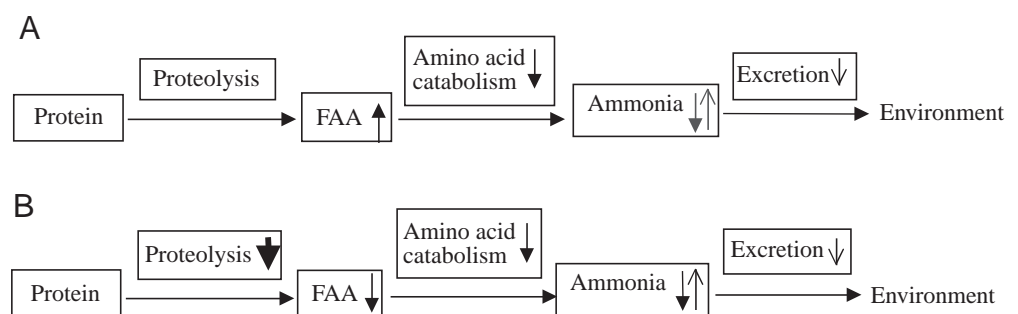 A
Proteolysis
Amino acid
catabolism
Excretion
Protein
FAA
Ammonia
Environment
B
Proteolysis
Amino acid
catabolism
Excretion
Protein
FAA
Ammonia
Environment